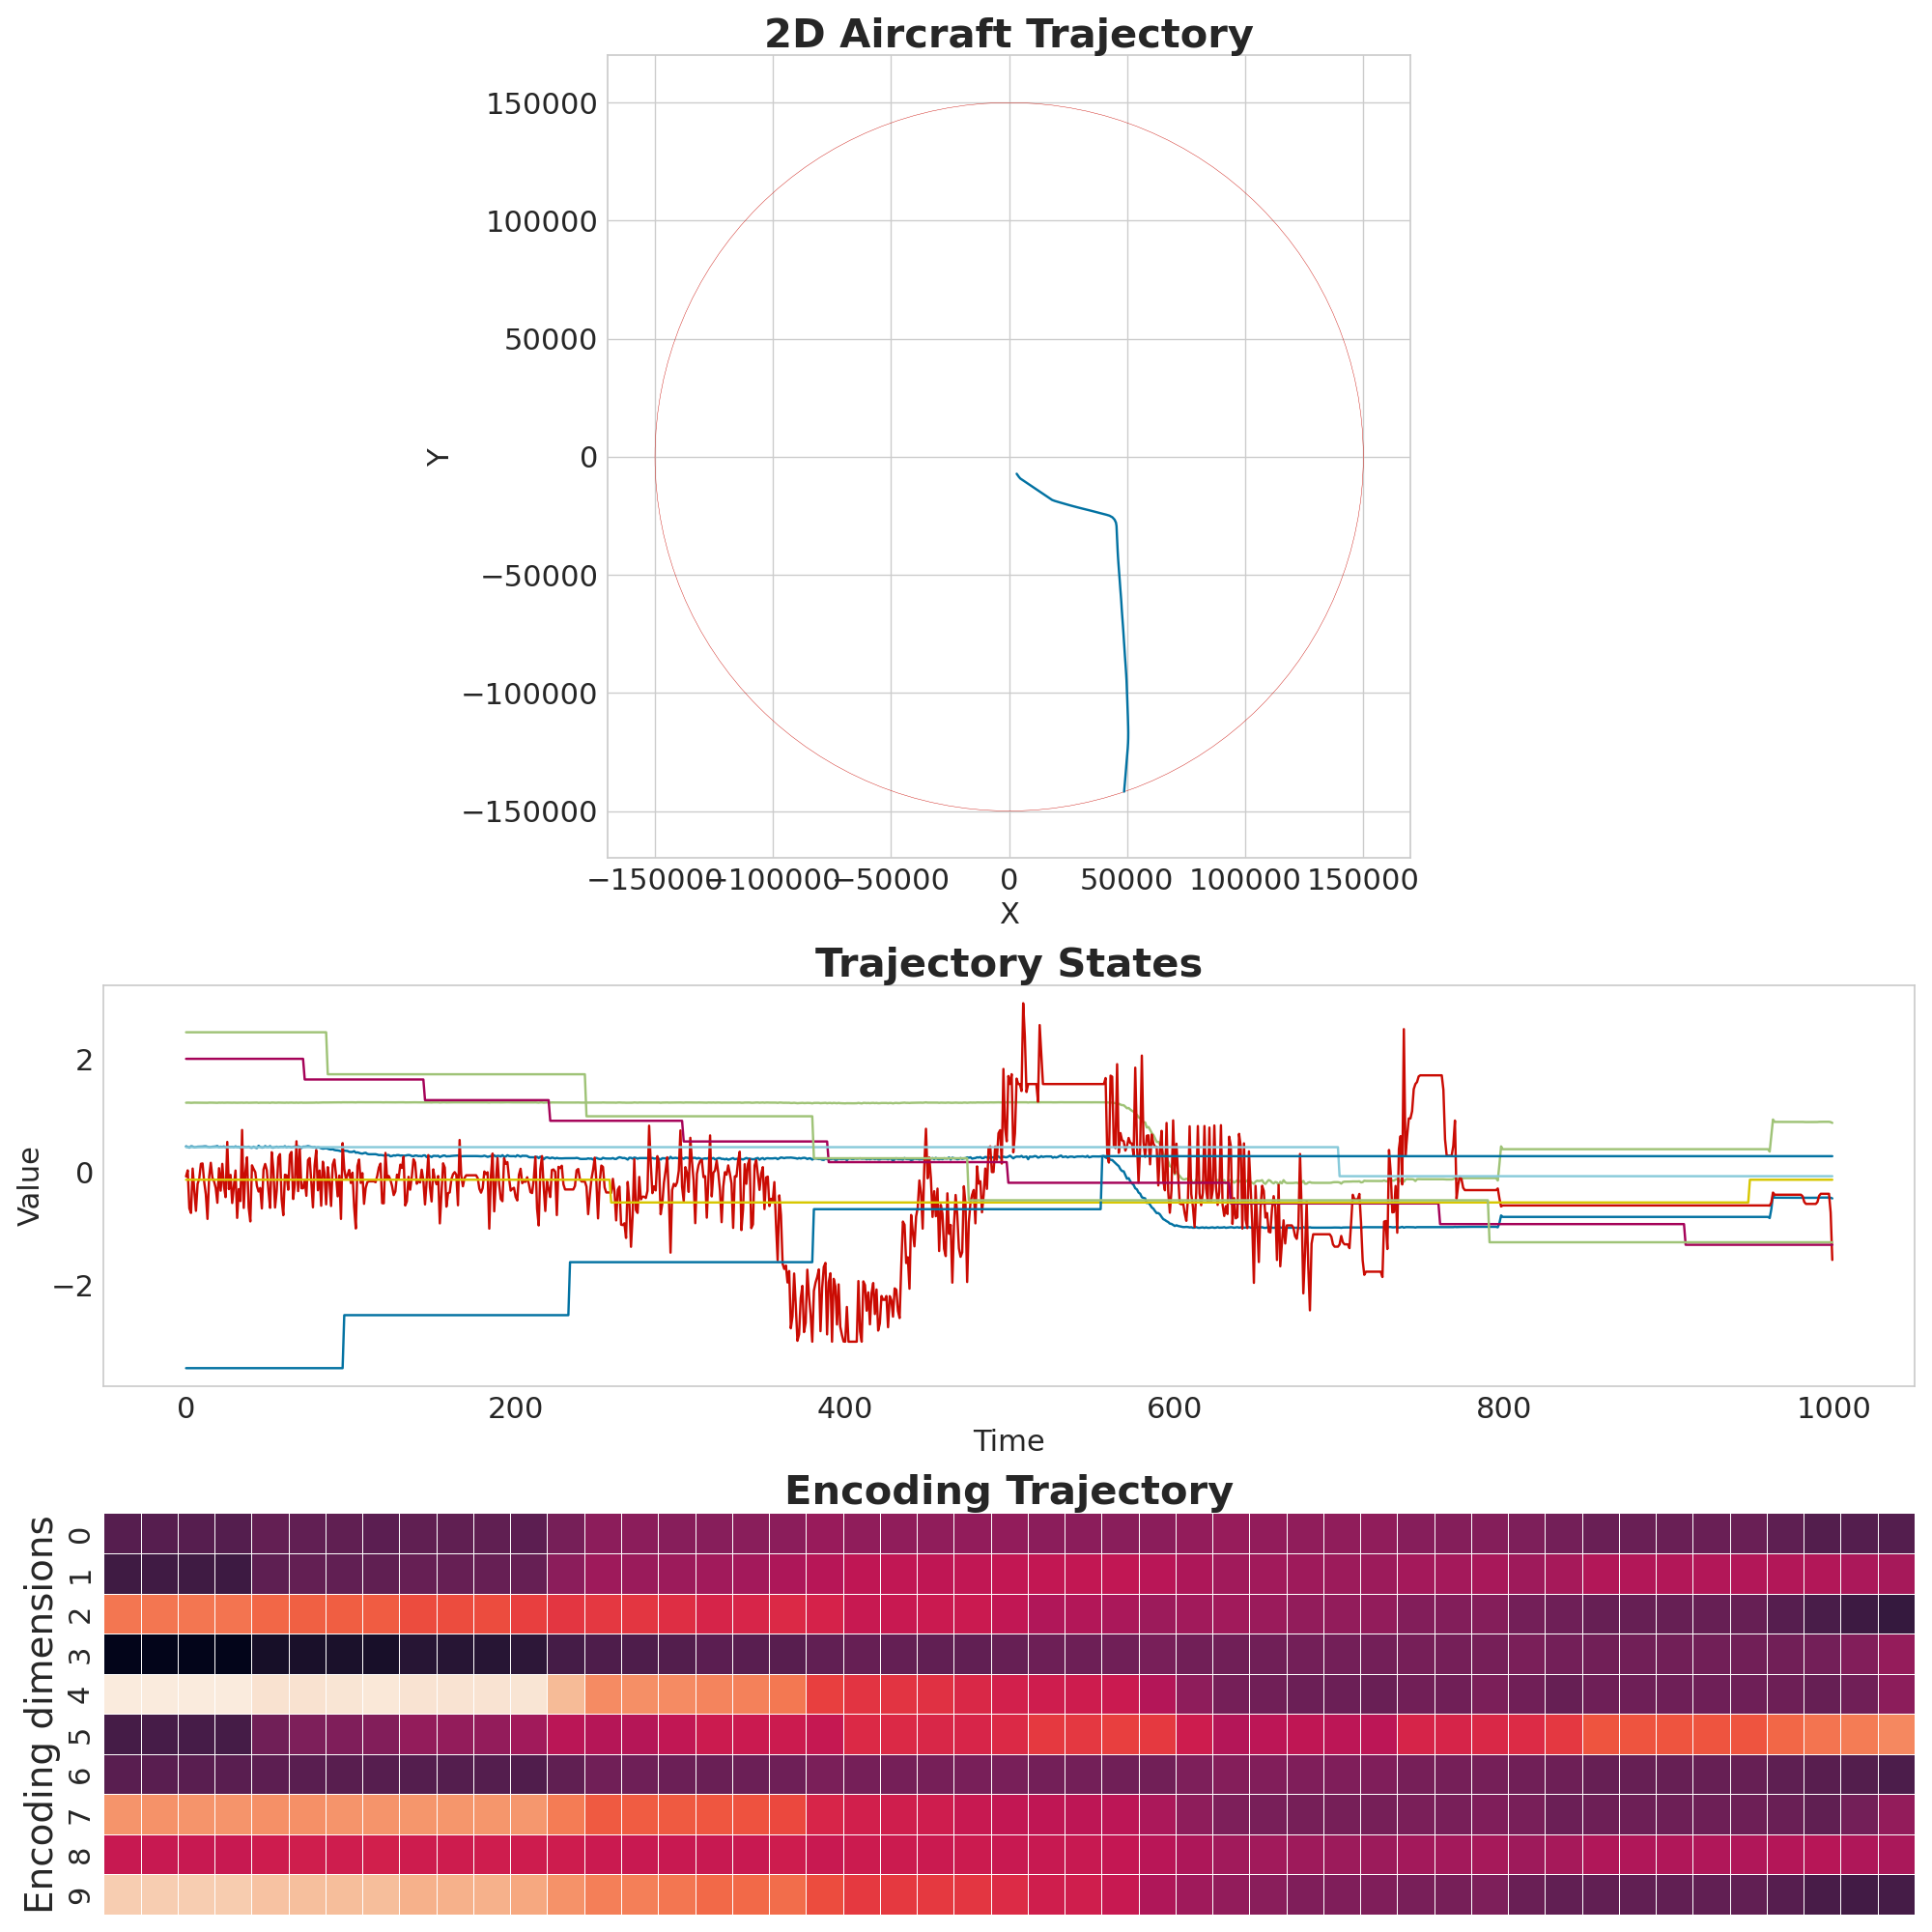 2D Aircraft Trajectory
150000
100000
50000
0
−50000
−100000
−150000
Y
−150000 −100000 −50000 0 50000 100000 150000
X
Trajectory States
2
0
−2
Value
0 200 400 600 800 1000
Time
Encoding Trajectory
Encoding dimensions
0
1
2
3
4
5
6
7
8
9